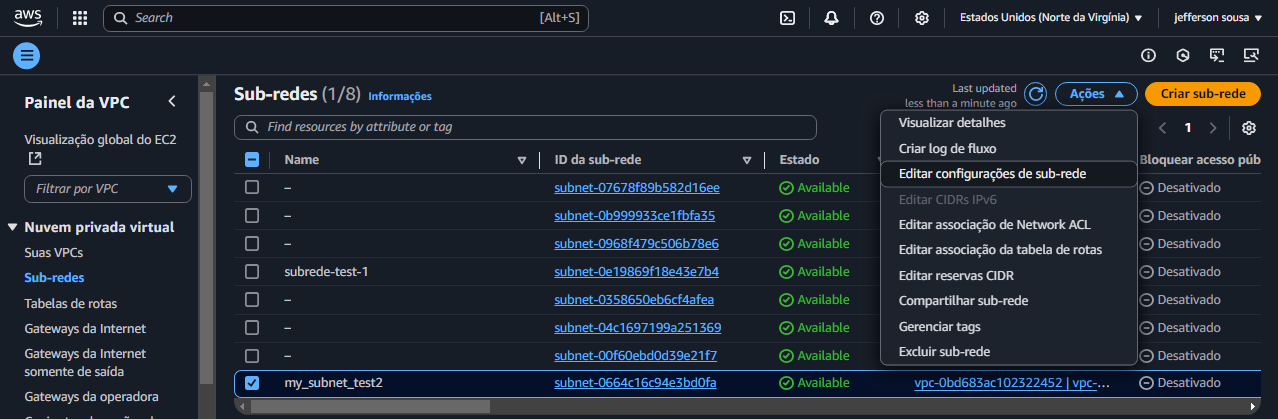 aws Search [Alt+S] Estados Unidos (Norte da Virgínia) jefferson sousa
Painel da VPC
Visualização global do EC2
Filtrar por VPC
Nuvem privada virtual
Suas VPCs
Sub-redes
Tabelas de rotas
Gateways da Internet
Gateways da Internet
somente de saída
Gateways da operadora
Sub-redes (1/8) Informações
Last updated
less than a minute ago
Ações
Criar sub-rede
Find resources by attribute or tag
1
Name ID da sub-rede Estado Bloquear acesso púb
– subnet-07678f89b582d16ee Available Desativado
– subnet-0b999933ce1fbfa35 Available Desativado
– subnet-0968f479c506b78e6 Available Desativado
subrede-test-1 subnet-0e19869f18e43e7b4 Available Desativado
– subnet-0358650eb6cf4afea Available Desativado
– subnet-04c1697199a251369 Available Desativado
– subnet-00f60ebd0d39e21f7 Available Desativado
my_subnet_test2 subnet-0664c16c94e3bd0fa Available vpc-0bd683ac102322452 | vpc-... Desativado
Visualizar detalhes
Criar log de fluxo
Editar configurações de sub-rede
Editar CIDRs IPv6
Editar associação de Network ACL
Editar associação da tabela de rotas
Editar reservas CIDR
Compartilhar sub-rede
Gerenciar tags
Excluir sub-rede